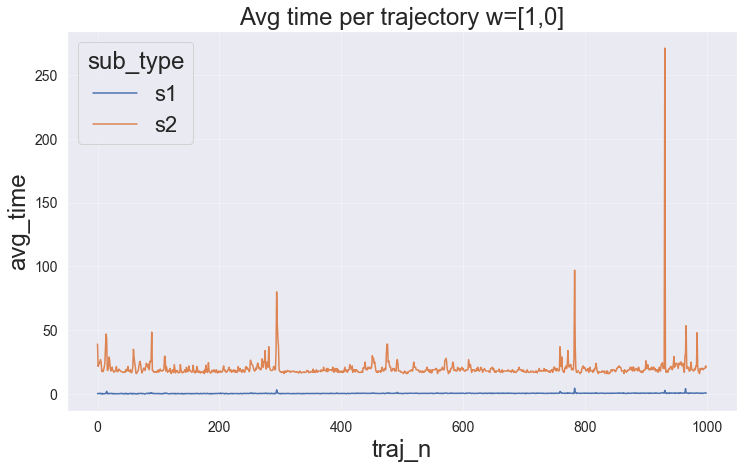 Avg time per trajectory w=[1,0]
sub_type
s1
s2
avg_time
250
200
150
100
50
0
0 200 400 600 800 1000
traj_n